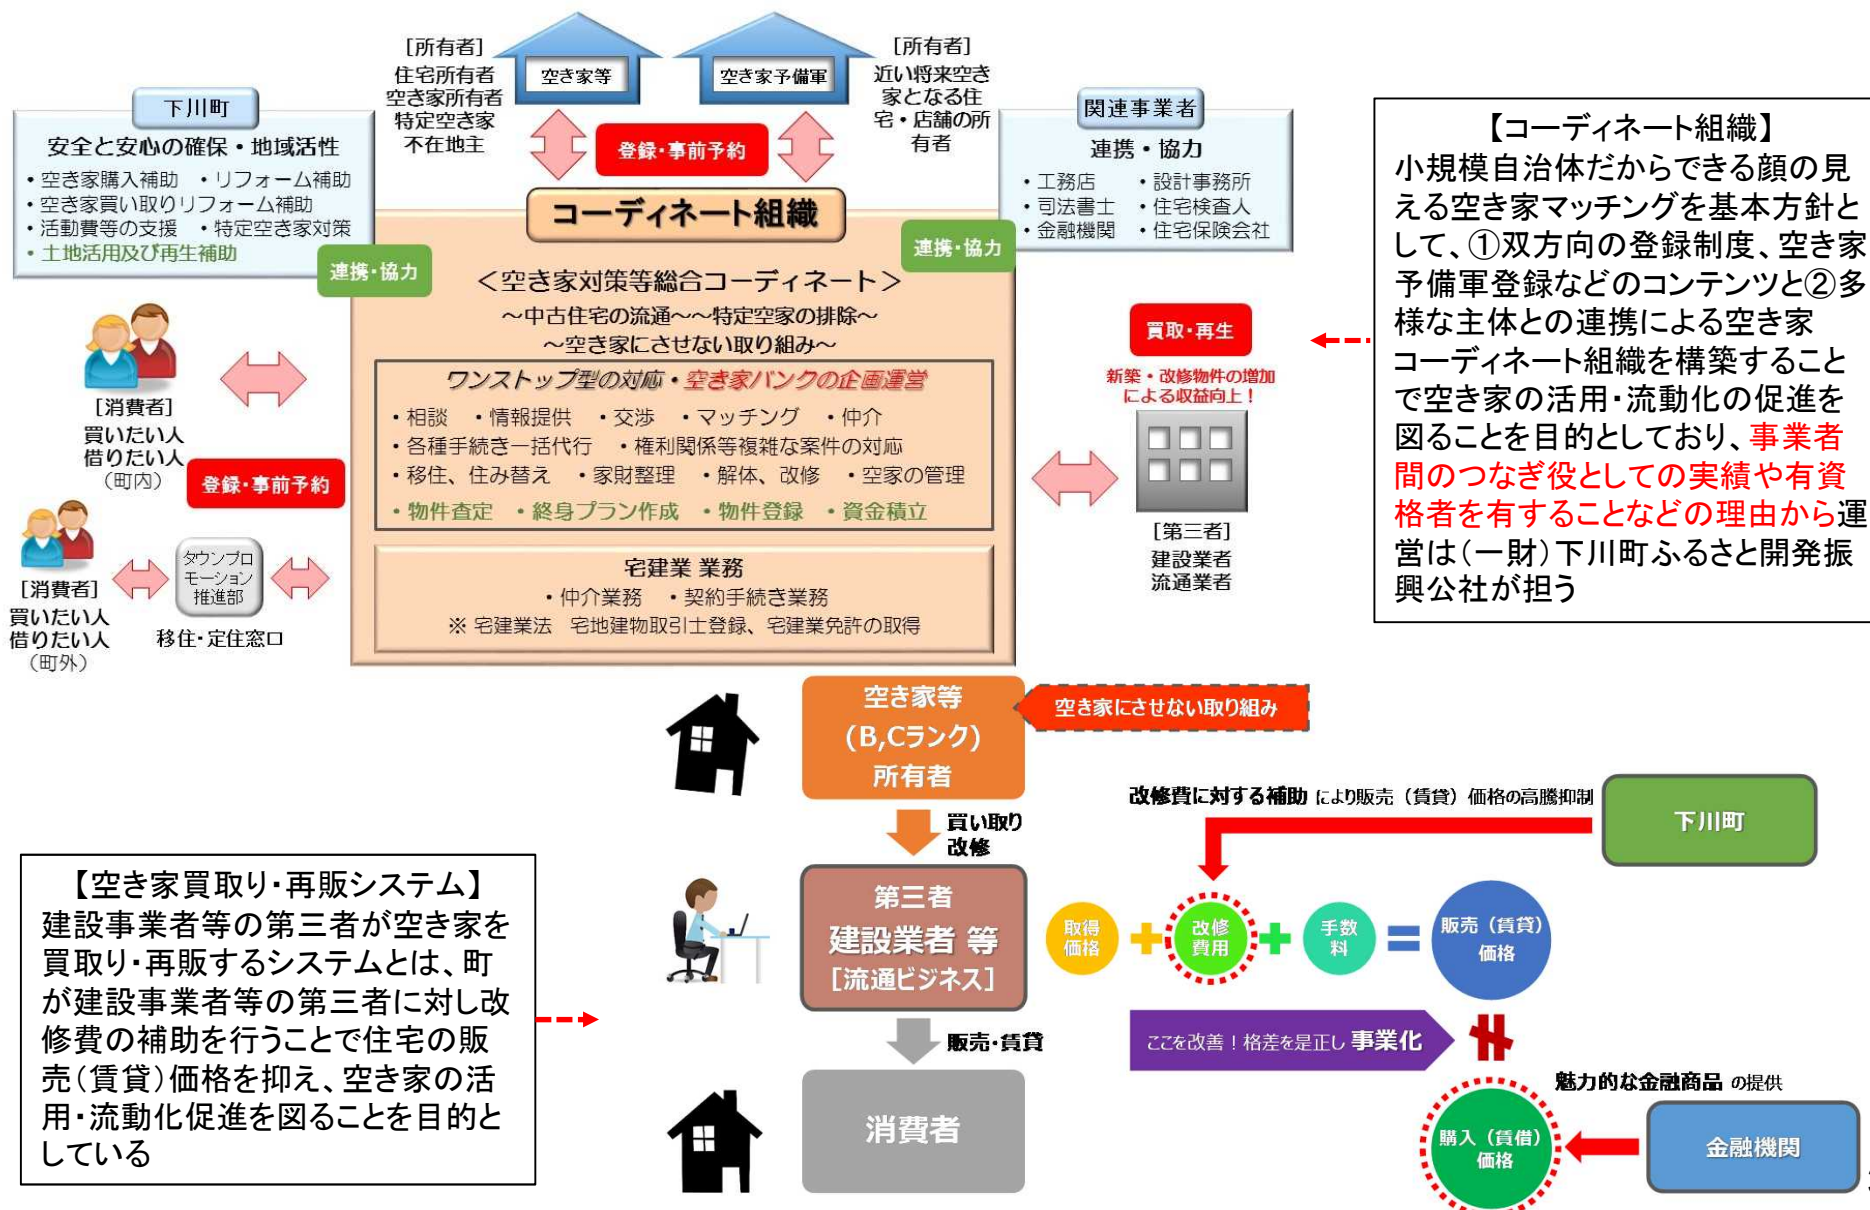 [所有者]
住宅所有者
空き家所有者
特定空き家
不在地主
空き家等
空き家予備軍
[所有者]
近い将来空き
家となる住
宅・店舗の所
有者
登録・事前予約
下川町
安全と安心の確保・地域活性
・空き家購入補助 ・リフォーム補助
・空き家買い取りリフォーム補助
・活動費等の支援 ・特定空き家対策
・土地活用及び再生補助
連携・協力
関連事業者
連携・協力
・工務店 ・設計事務所
・司法書士 ・住宅検査人
・金融機関 ・住宅保険会社
連携・協力
コーディネート組織
＜空き家対策等総合コーディネート＞
～中古住宅の流通～～特定空家の排除～
～空き家にさせない取り組み～
ワンストップ型の対応・空き家バンクの企画運営
・相談 ・情報提供 ・交渉 ・マッチング ・仲介
・各種手続き一括代行 ・権利関係等複雑な案件の対応
・移住、住み替え ・家財整理 ・解体、改修 ・空家の管理
・物件査定 ・終身プラン作成 ・物件登録 ・資金積立
宅建業 業務
・仲介業務 ・契約手続き業務
※ 宅建業法 宅地建物取引士登録、宅建業免許の取得
[消費者]
買いたい人
借りたい人
(町内)
登録・事前予約
[消費者]
買いたい人
借りたい人
(町外)
タウンプロ
モーション
推進部
移住・定住窓口
買取・再生
新築・改修物件の増加
による収益向上！
[第三者]
建設業者
流通業者
【コーディネート組織】
小規模自治体だからできる顔の見
える空き家マッチングを基本方針と
して、①双方向の登録制度、空き家
予備軍登録などのコンテンツと②多
様な主体との連携による空き家
コーディネート組織を構築すること
で空き家の活用・流動化の促進を
図ることを目的としており、事業者
間のつなぎ役としての実績や有資
格者を有することなどの理由から運
営は（一財）下川町ふるさと開発振
興公社が担う
空き家等
(B,Cランク)
所有者
空き家にさせない取り組み
買い取り
改修
改修費に対する補助 により販売（賃貸）価格の高騰抑制
下川町
【空き家買取り・再販システム】
建設事業者等の第三者が空き家を
買取り・再販するシステムとは、町
が建設事業者等の第三者に対し改
修費の補助を行うことで住宅の販
売（賃貸）価格を抑え、空き家の活
用・流動化促進を図ることを目的と
している
第三者
建設業者 等
[流通ビジネス]
取得
価格
改修
費用
手数
料
販売（賃貸）
価格
販売・賃貸
ここを改善！格差を是正し 事業化
魅力的な金融商品 の提供
消費者
購入（賃借）
価格
金融機関